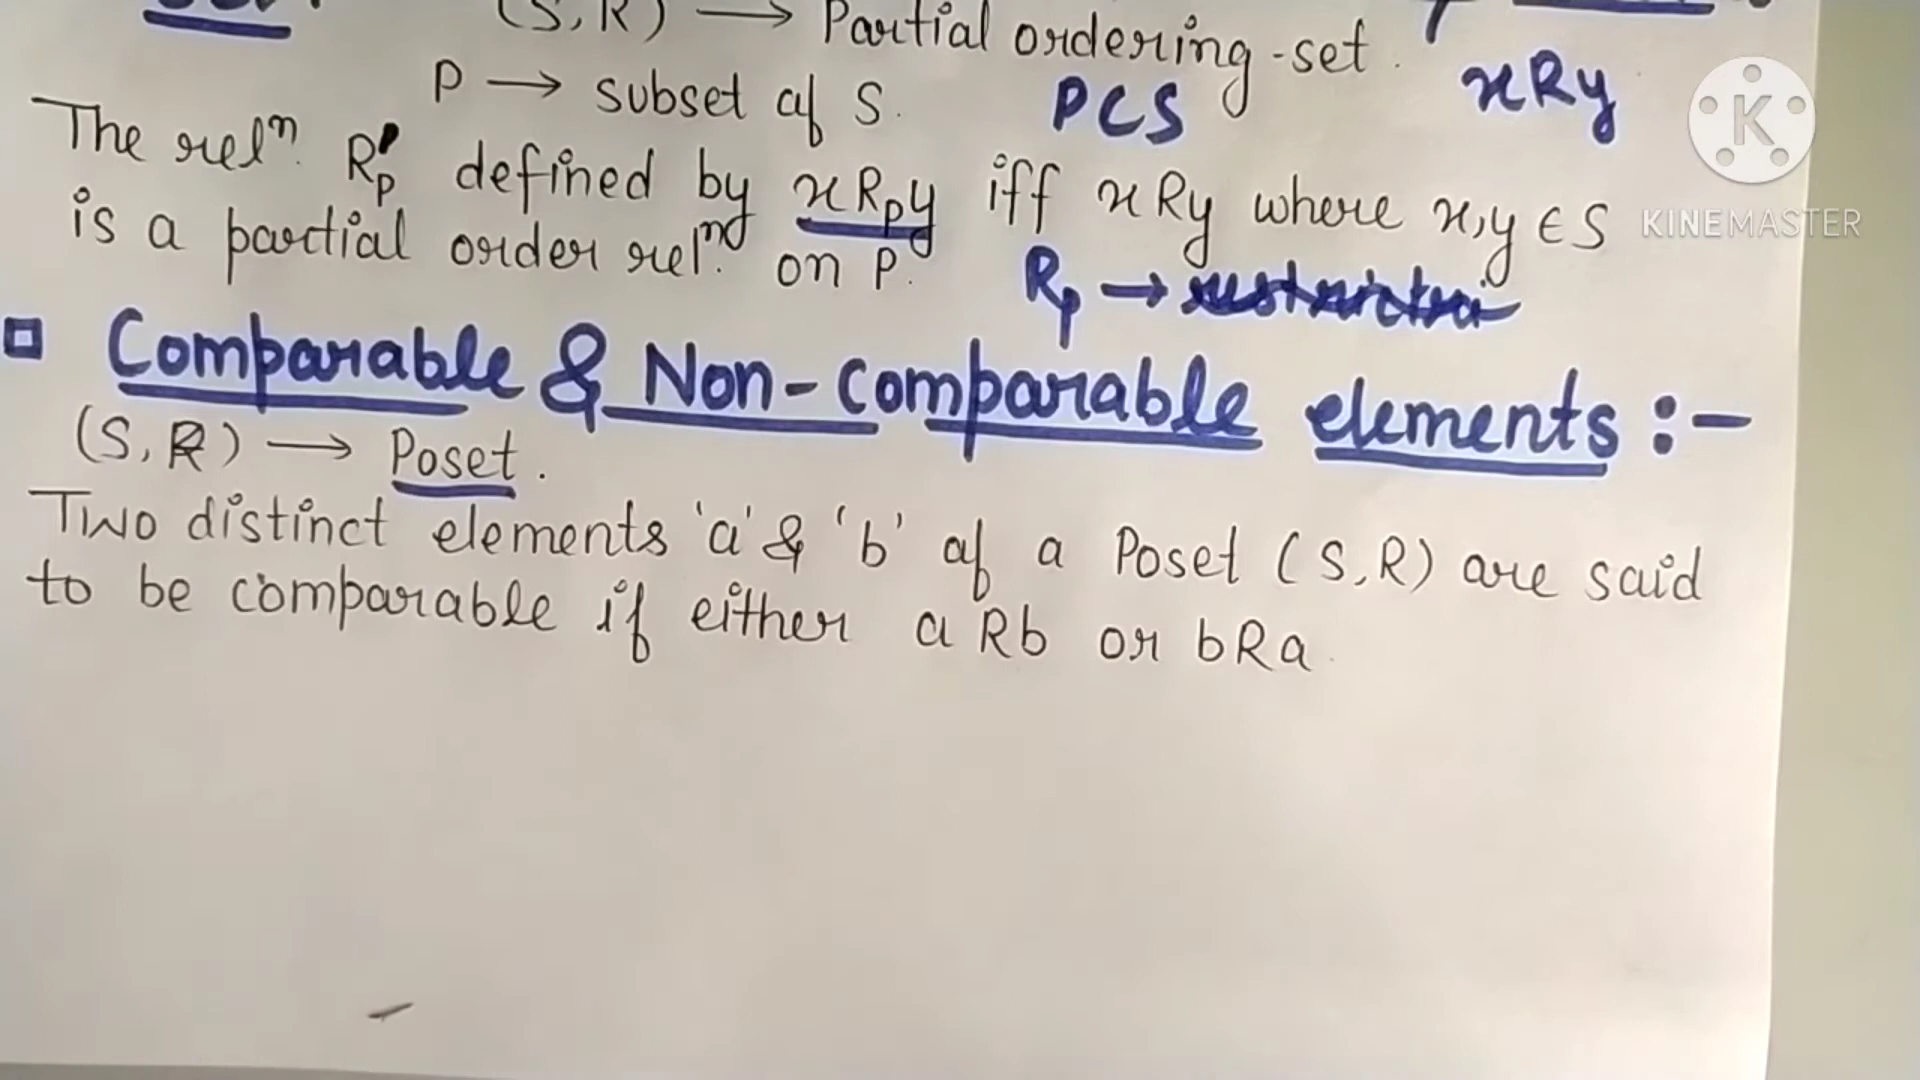 (S, R) → Partial ordering-set.
P → subset of S. PCS xRy
The relⁿ. R'p defined by xRpy iff xRy where x,y ∈ S
is a partial order relⁿ. on P.
Rp →
Comparable & Non-comparable elements :-
(S, R) → Poset.
Two distinct elements 'a' & 'b' of a Poset (S,R) are said
to be comparable if either aRb or bRa.
K
KINEMASTER